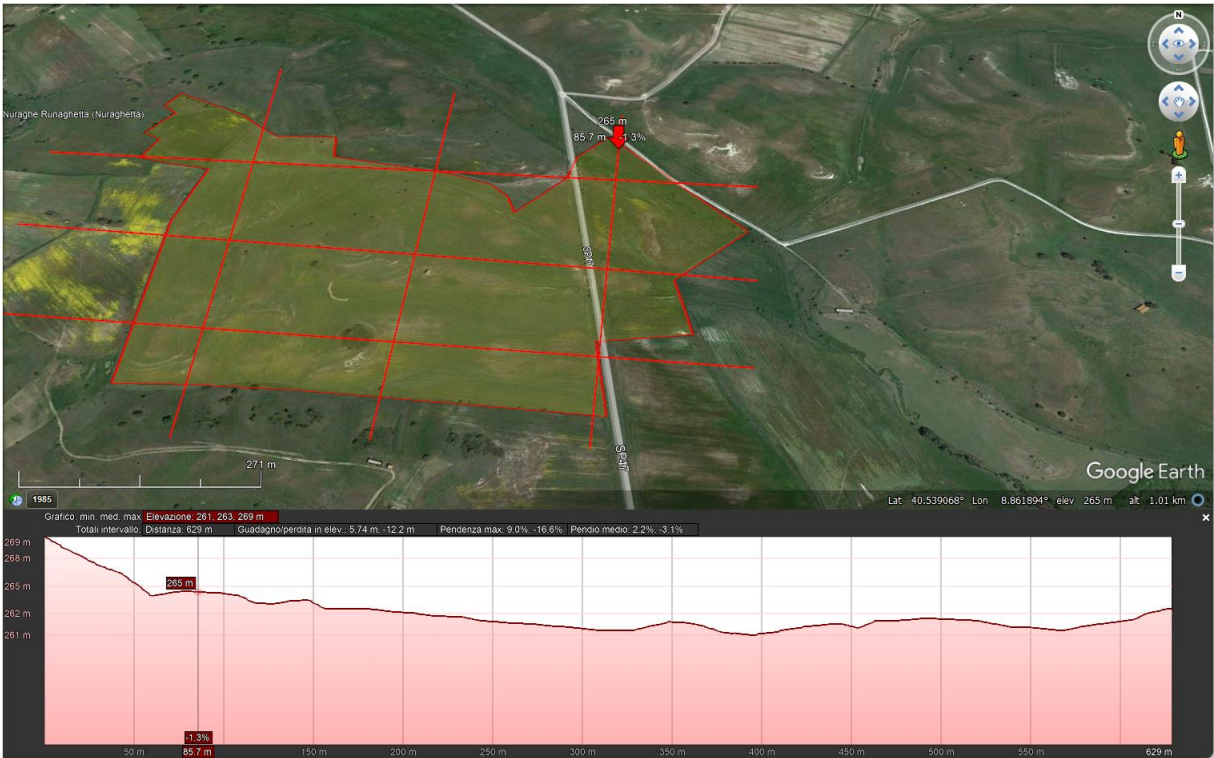 N
Nuraghe Runaghetta (Nuraghetta)
265 m
85.7 m -1.3%
SP47
SP47
271 m
Google Earth
1985
Lat 40.539068° Lon 8.861894° elev 265 m alt 1.01 km
Grafico: min. med. max. Elevazione: 261, 263, 269 m
Totali intervallo: Distanza: 629 m Guadagno/perdita in elev.: 5.74 m, -12.2 m Pendenza max: 9.0%, -16.6% Pendio medio: 2.2%, -3.1%
269 m
268 m
265 m
265 m
262 m
261 m
-1.3%
50 m 85.7 m 150 m 200 m 250 m 300 m 350 m 400 m 450 m 500 m 550 m 629 m